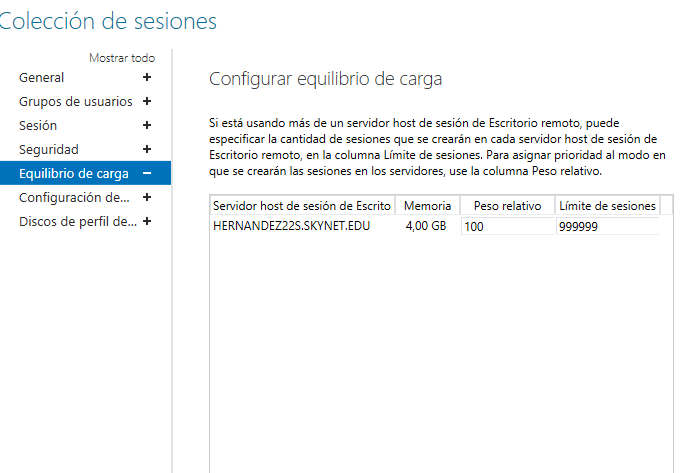 Colección de sesiones
Mostrar todo
General +
Grupos de usuarios +
Sesión +
Seguridad +
Equilibrio de carga −
Configuración de... +
Discos de perfil de... +
Configurar equilibrio de carga
Si está usando más de un servidor host de sesión de Escritorio remoto, puede
especificar la cantidad de sesiones que se crearán en cada servidor host de sesión de
Escritorio remoto, en la columna Límite de sesiones. Para asignar prioridad al modo en
que se crearán las sesiones en los servidores, use la columna Peso relativo.
Servidor host de sesión de Escrito Memoria Peso relativo Límite de sesiones
HERNANDEZ22S.SKYNET.EDU 4,00 GB 100 999999